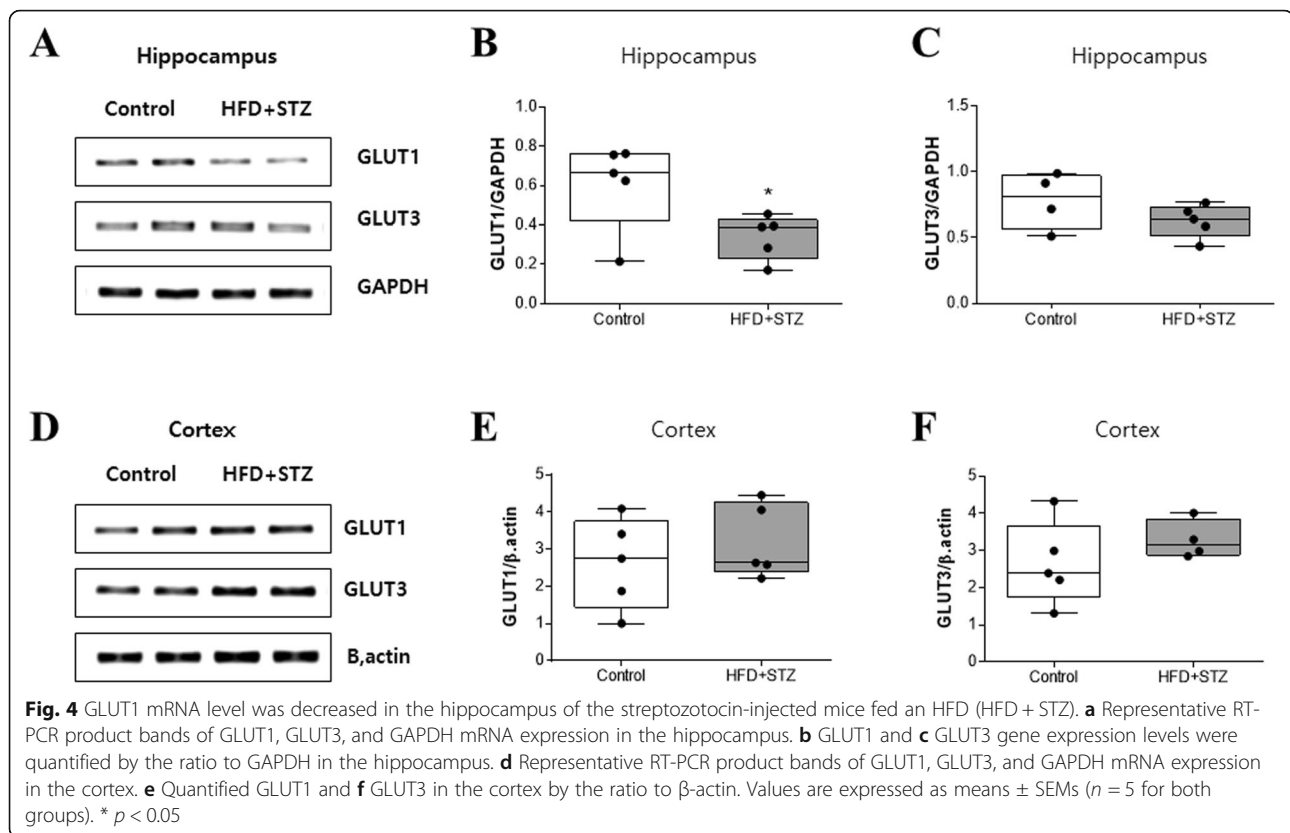 A
Hippocampus
Control HFD+STZ
GLUT1
GLUT3
GAPDH
B
Hippocampus
GLUT1/GAPDH
1.0
0.8
0.6
0.4
0.2
0.0
*
Control HFD+STZ
C
Hippocampus
GLUT3/GAPDH
1.5
1.0
0.5
0.0
Control HFD+STZ
D
Cortex
Control HFD+STZ
GLUT1
GLUT3
B,actin
E
Cortex
GLUT1/β.actin
5
4
3
2
1
0
Control HFD+STZ
F
Cortex
GLUT3/β.actin
5
4
3
2
1
0
Control HFD+STZ
Fig. 4 GLUT1 mRNA level was decreased in the hippocampus of the streptozotocin-injected mice fed an HFD (HFD + STZ). a Representative RT-
PCR product bands of GLUT1, GLUT3, and GAPDH mRNA expression in the hippocampus. b GLUT1 and c GLUT3 gene expression levels were
quantified by the ratio to GAPDH in the hippocampus. d Representative RT-PCR product bands of GLUT1, GLUT3, and GAPDH mRNA expression
in the cortex. e Quantified GLUT1 and f GLUT3 in the cortex by the ratio to β-actin. Values are expressed as means ± SEMs (n = 5 for both
groups). * p < 0.05